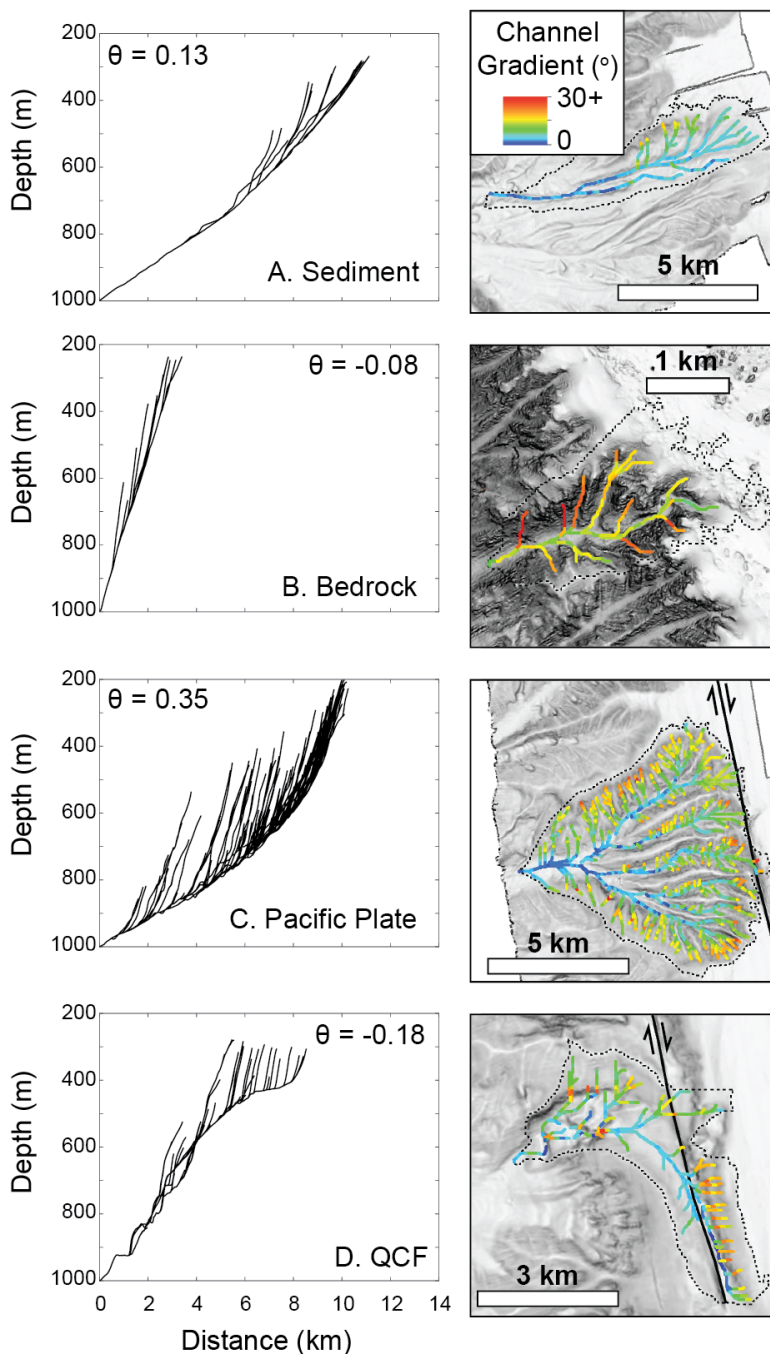 200
400
600
800
1000
Depth (m)
θ = 0.13
A. Sediment
Channel
Gradient (°)
30+
0
5 km
200
400
600
800
1000
Depth (m)
θ = -0.08
B. Bedrock
.1 km
200
400
600
800
1000
Depth (m)
θ = 0.35
C. Pacific Plate
5 km
200
400
600
800
1000
Depth (m)
θ = -0.18
D. QCF
3 km
0 2 4 6 8 10 12 14
Distance (km)